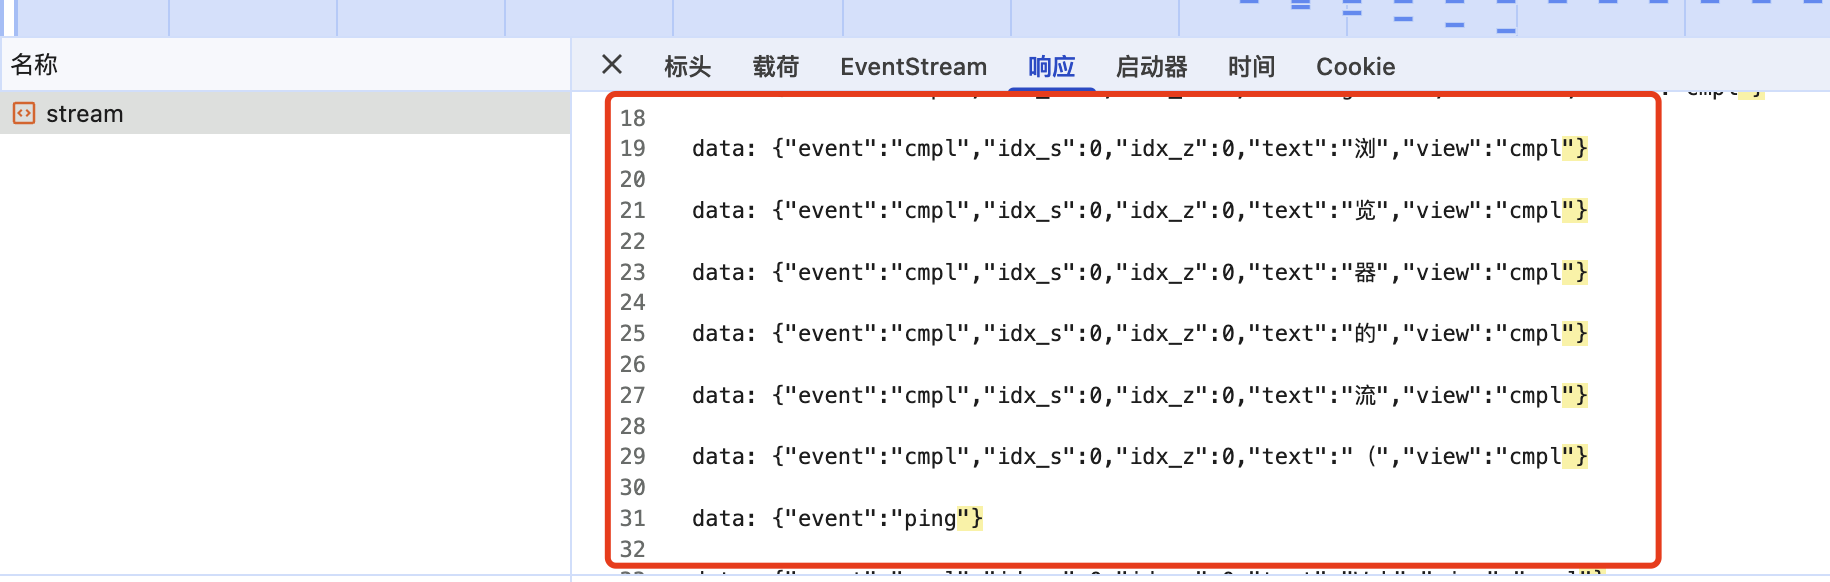 名称
标头 载荷 EventStream 响应 启动器 时间 Cookie
stream
18
19 data: {"event":"cmpl","idx_s":0,"idx_z":0,"text":"浏","view":"cmpl"}
20
21 data: {"event":"cmpl","idx_s":0,"idx_z":0,"text":"览","view":"cmpl"}
22
23 data: {"event":"cmpl","idx_s":0,"idx_z":0,"text":"器","view":"cmpl"}
24
25 data: {"event":"cmpl","idx_s":0,"idx_z":0,"text":"的","view":"cmpl"}
26
27 data: {"event":"cmpl","idx_s":0,"idx_z":0,"text":"流","view":"cmpl"}
28
29 data: {"event":"cmpl","idx_s":0,"idx_z":0,"text":"（","view":"cmpl"}
30
31 data: {"event":"ping"}
32